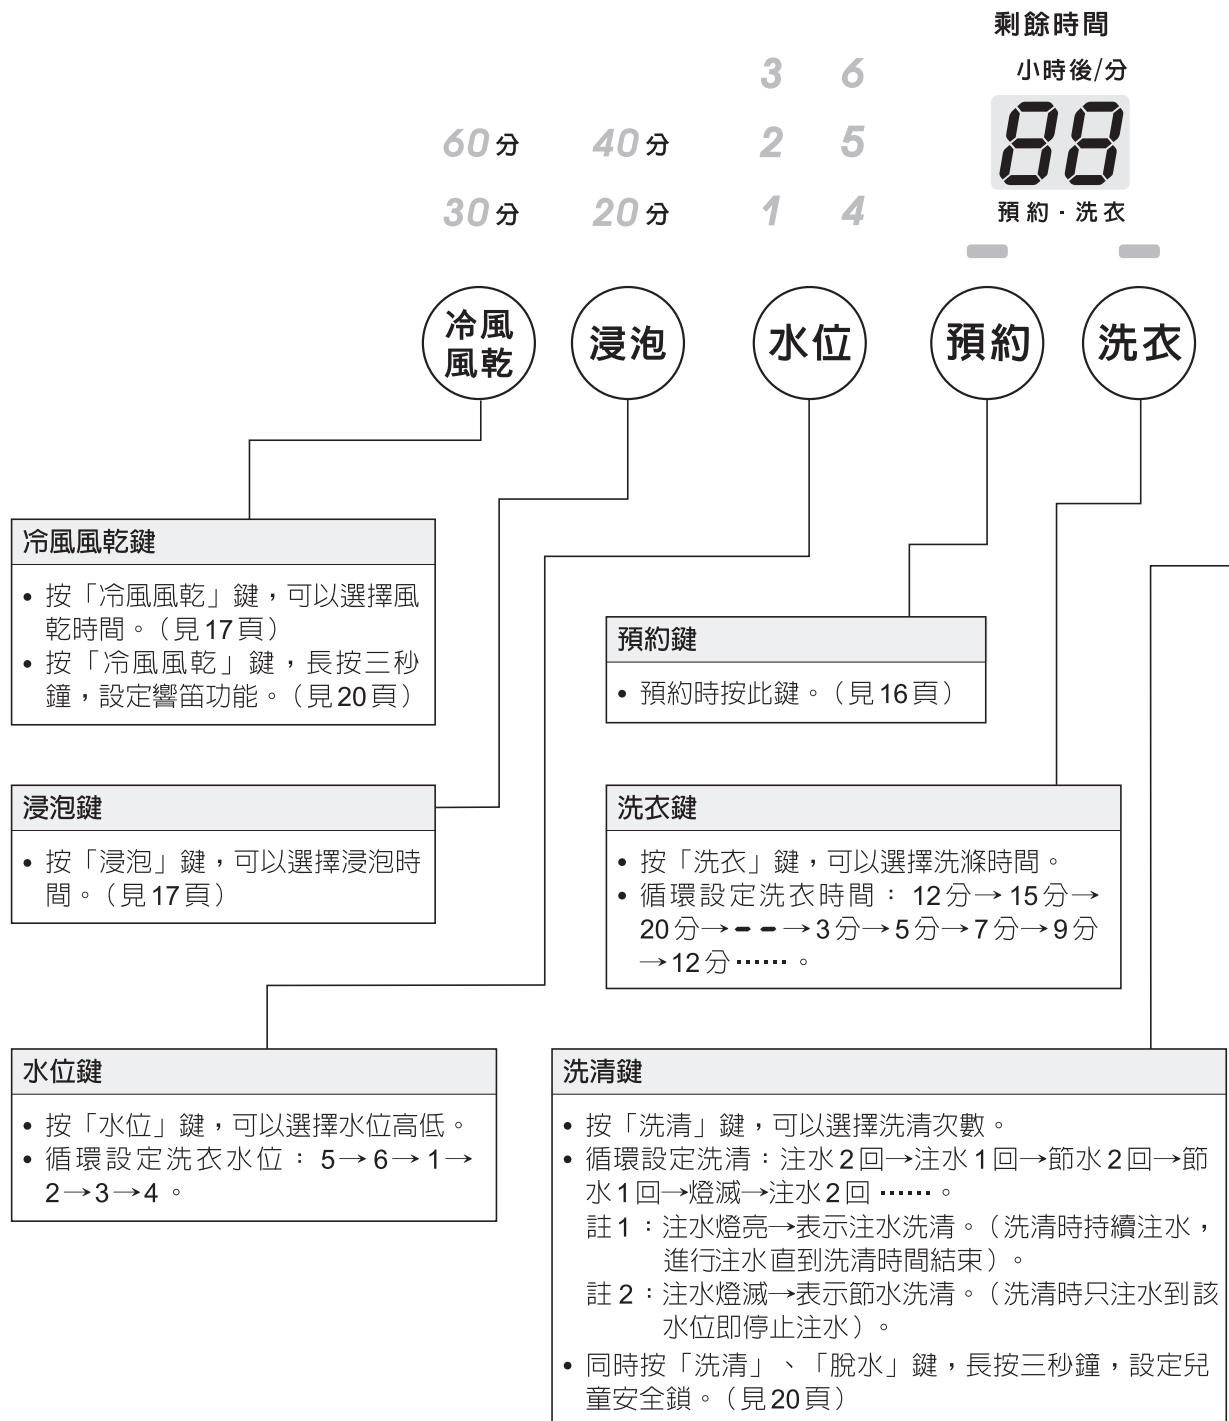 剩餘時間
小時後/分
3 6
60分 40分 2 5
88
30分 20分 1 4
預約·洗衣
冷風
風乾
浸泡
水位
預約
洗衣
冷風風乾鍵
• 按「冷風風乾」鍵，可以選擇風
乾時間。（見17頁）
• 按「冷風風乾」鍵，長按三秒
鐘，設定響笛功能。（見20頁）
預約鍵
• 預約時按此鍵。（見16頁）
浸泡鍵
• 按「浸泡」鍵，可以選擇浸泡時
間。（見17頁）
洗衣鍵
• 按「洗衣」鍵，可以選擇洗滌時間。
• 循環設定洗衣時間：12分→15分→
20分→- -→3分→5分→7分→9分
→12分……。
水位鍵
• 按「水位」鍵，可以選擇水位高低。
• 循環設定洗衣水位：5→6→1→
2→3→4。
洗清鍵
• 按「洗清」鍵，可以選擇洗清次數。
• 循環設定洗清：注水2回→注水1回→節水2回→節
水1回→燈滅→注水2回……。
註1：注水燈亮→表示注水洗清。（洗清時持續注水，
進行注水直到洗清時間結束）。
註2：注水燈滅→表示節水洗清。（洗清時只注水到該
水位即停止注水）。
• 同時按「洗清」、「脫水」鍵，長按三秒鐘，設定兒
童安全鎖。（見20頁）